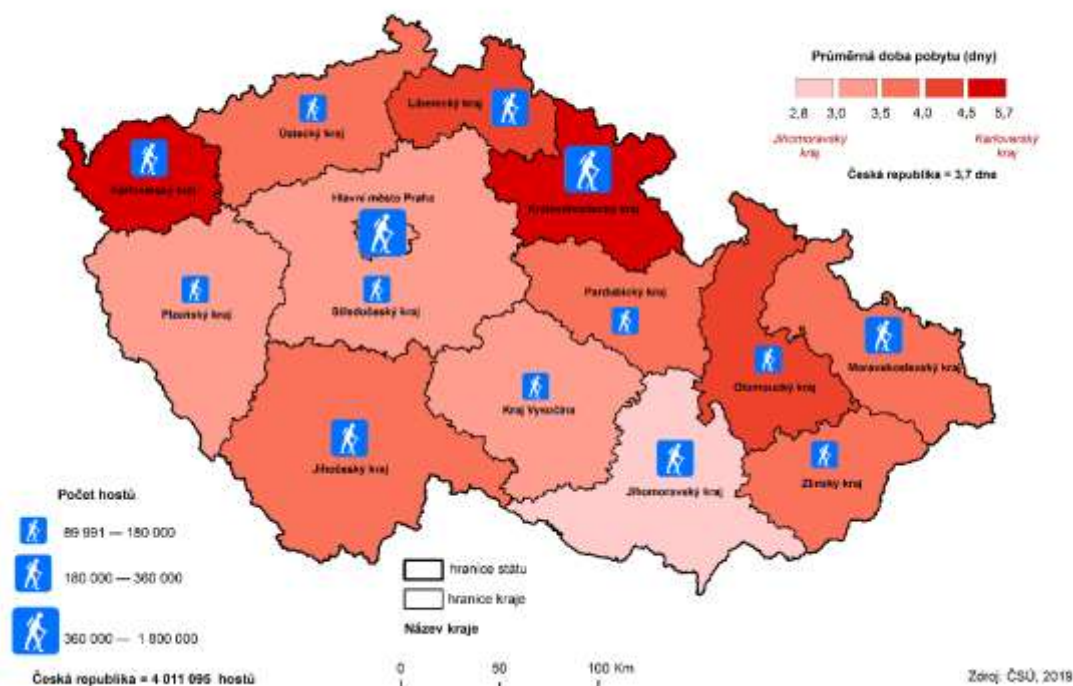 Průměrná doba pobytu (dny)
2,8 3,0 3,5 4,0 4,5 5,7
Jihomoravský kraj
Karlovarský kraj
Česká republika = 3,7 dne
Liberecký kraj
Ústecký kraj
Karlovarský kraj
Královéhradecký kraj
Hlavní město Praha
Středočeský kraj
Plzeňský kraj
Pardubický kraj
Moravskoslezský kraj
Olomoucký kraj
Kraj Vysočina
Jihočeský kraj
Jihomoravský kraj
Zlínský kraj
Počet hostů
89 991 — 180 000
180 000 — 360 000
360 000 — 1 800 000
Česká republika = 4 011 095 hostů
hranice státu
hranice kraje
Název kraje
0 50 100 Km
Zdroj: ČSÚ, 2018